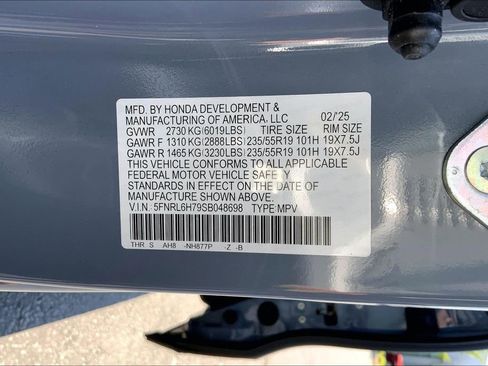 MFD. BY HONDA DEVELOPMENT &
MANUFACTURING OF AMERICA, LLC 02/'25
GVWR 2730 KG (6019LBS) TIRE SIZE RIM SIZE
GAWR F 1310 KG (2888LBS) 235/55R19 101H 19X7.5J
GAWR R 1465 KG (3230LBS) 235/55R19 101H 19X7.5J
THIS VEHICLE CONFORMS TO ALL APPLICABLE
FEDERAL MOTOR VEHICLE SAFETY
STANDARDS IN EFFECT ON THE DATE OF
MANUFACTURE SHOWN ABOVE.
V.I.N. 5FNRL6H79SB048698 TYPE:MPV
THR S AH8 -NH877P -Z -B